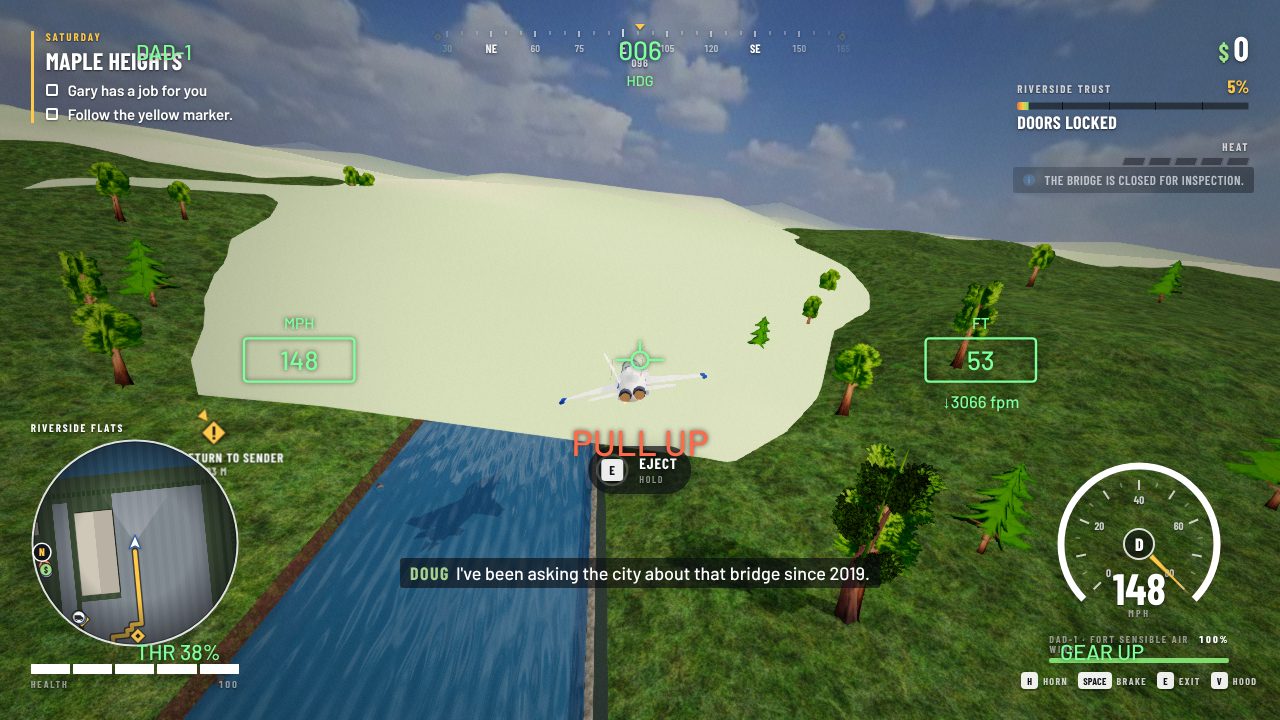 SATURDAY
MAPLE HEIGHTS
DAD-1
Gary has a job for you
Follow the yellow marker.
30 NE 60 75 E 105 120 SE 150 165
006
096
HDG
$0
RIVERSIDE TRUST 5%
DOORS LOCKED
HEAT
THE BRIDGE IS CLOSED FOR INSPECTION.
MPH
148
FT
53
↓3066 fpm
PULL UP
E EJECT
HOLD
RIVERSIDE FLATS
TURN TO SENDER
3 M
N
$
DOUG I've been asking the city about that bridge since 2019.
0 20 40 60 80
D
148
MPH
THR 38%
HEALTH 100
DAD-1 · FORT SENSIBLE AIR 100%
GEAR UP
H HORN SPACE BRAKE E EXIT V HOOD